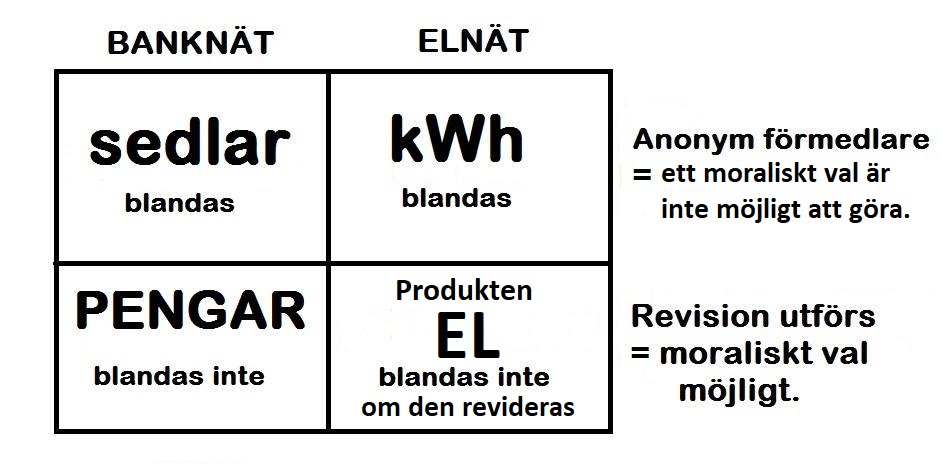 BANKNÄT
ELNÄT
sedlar
blandas
kWh
blandas
Anonym förmedlare
= ett moraliskt val är
inte möjligt att göra.
PENGAR
blandas inte
Produkten
EL
blandas inte
om den revideras
Revision utförs
= moraliskt val
möjligt.